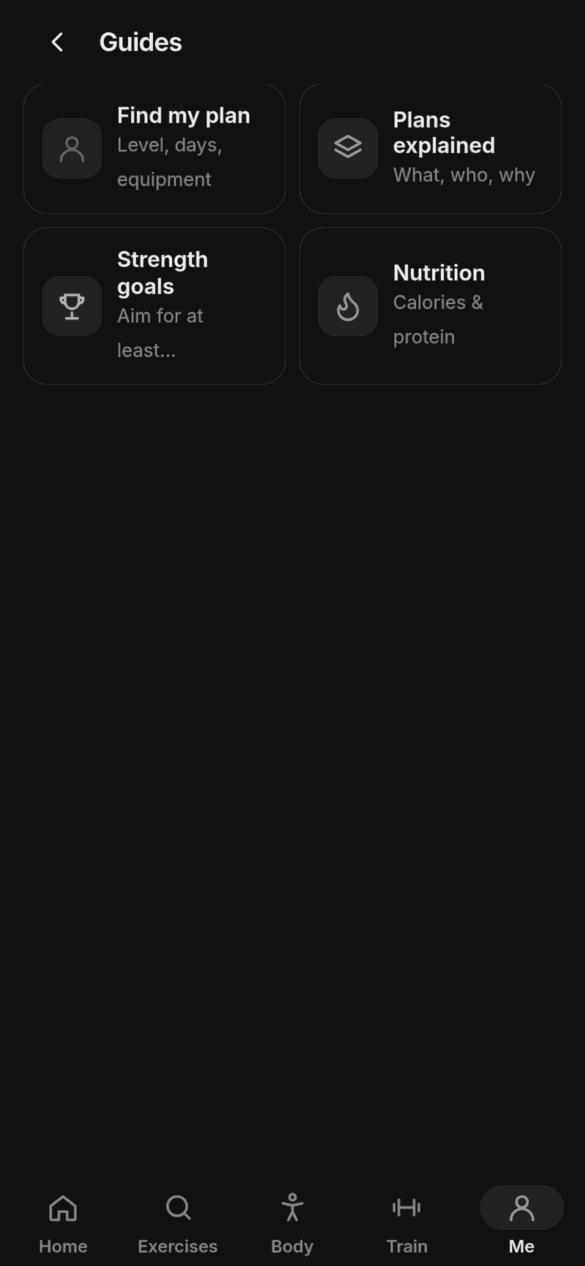 Guides
Find my plan
Level, days,
equipment
Plans
explained
What, who, why
Strength
goals
Aim for at
least...
Nutrition
Calories &
protein
Home
Exercises
Body
Train
Me